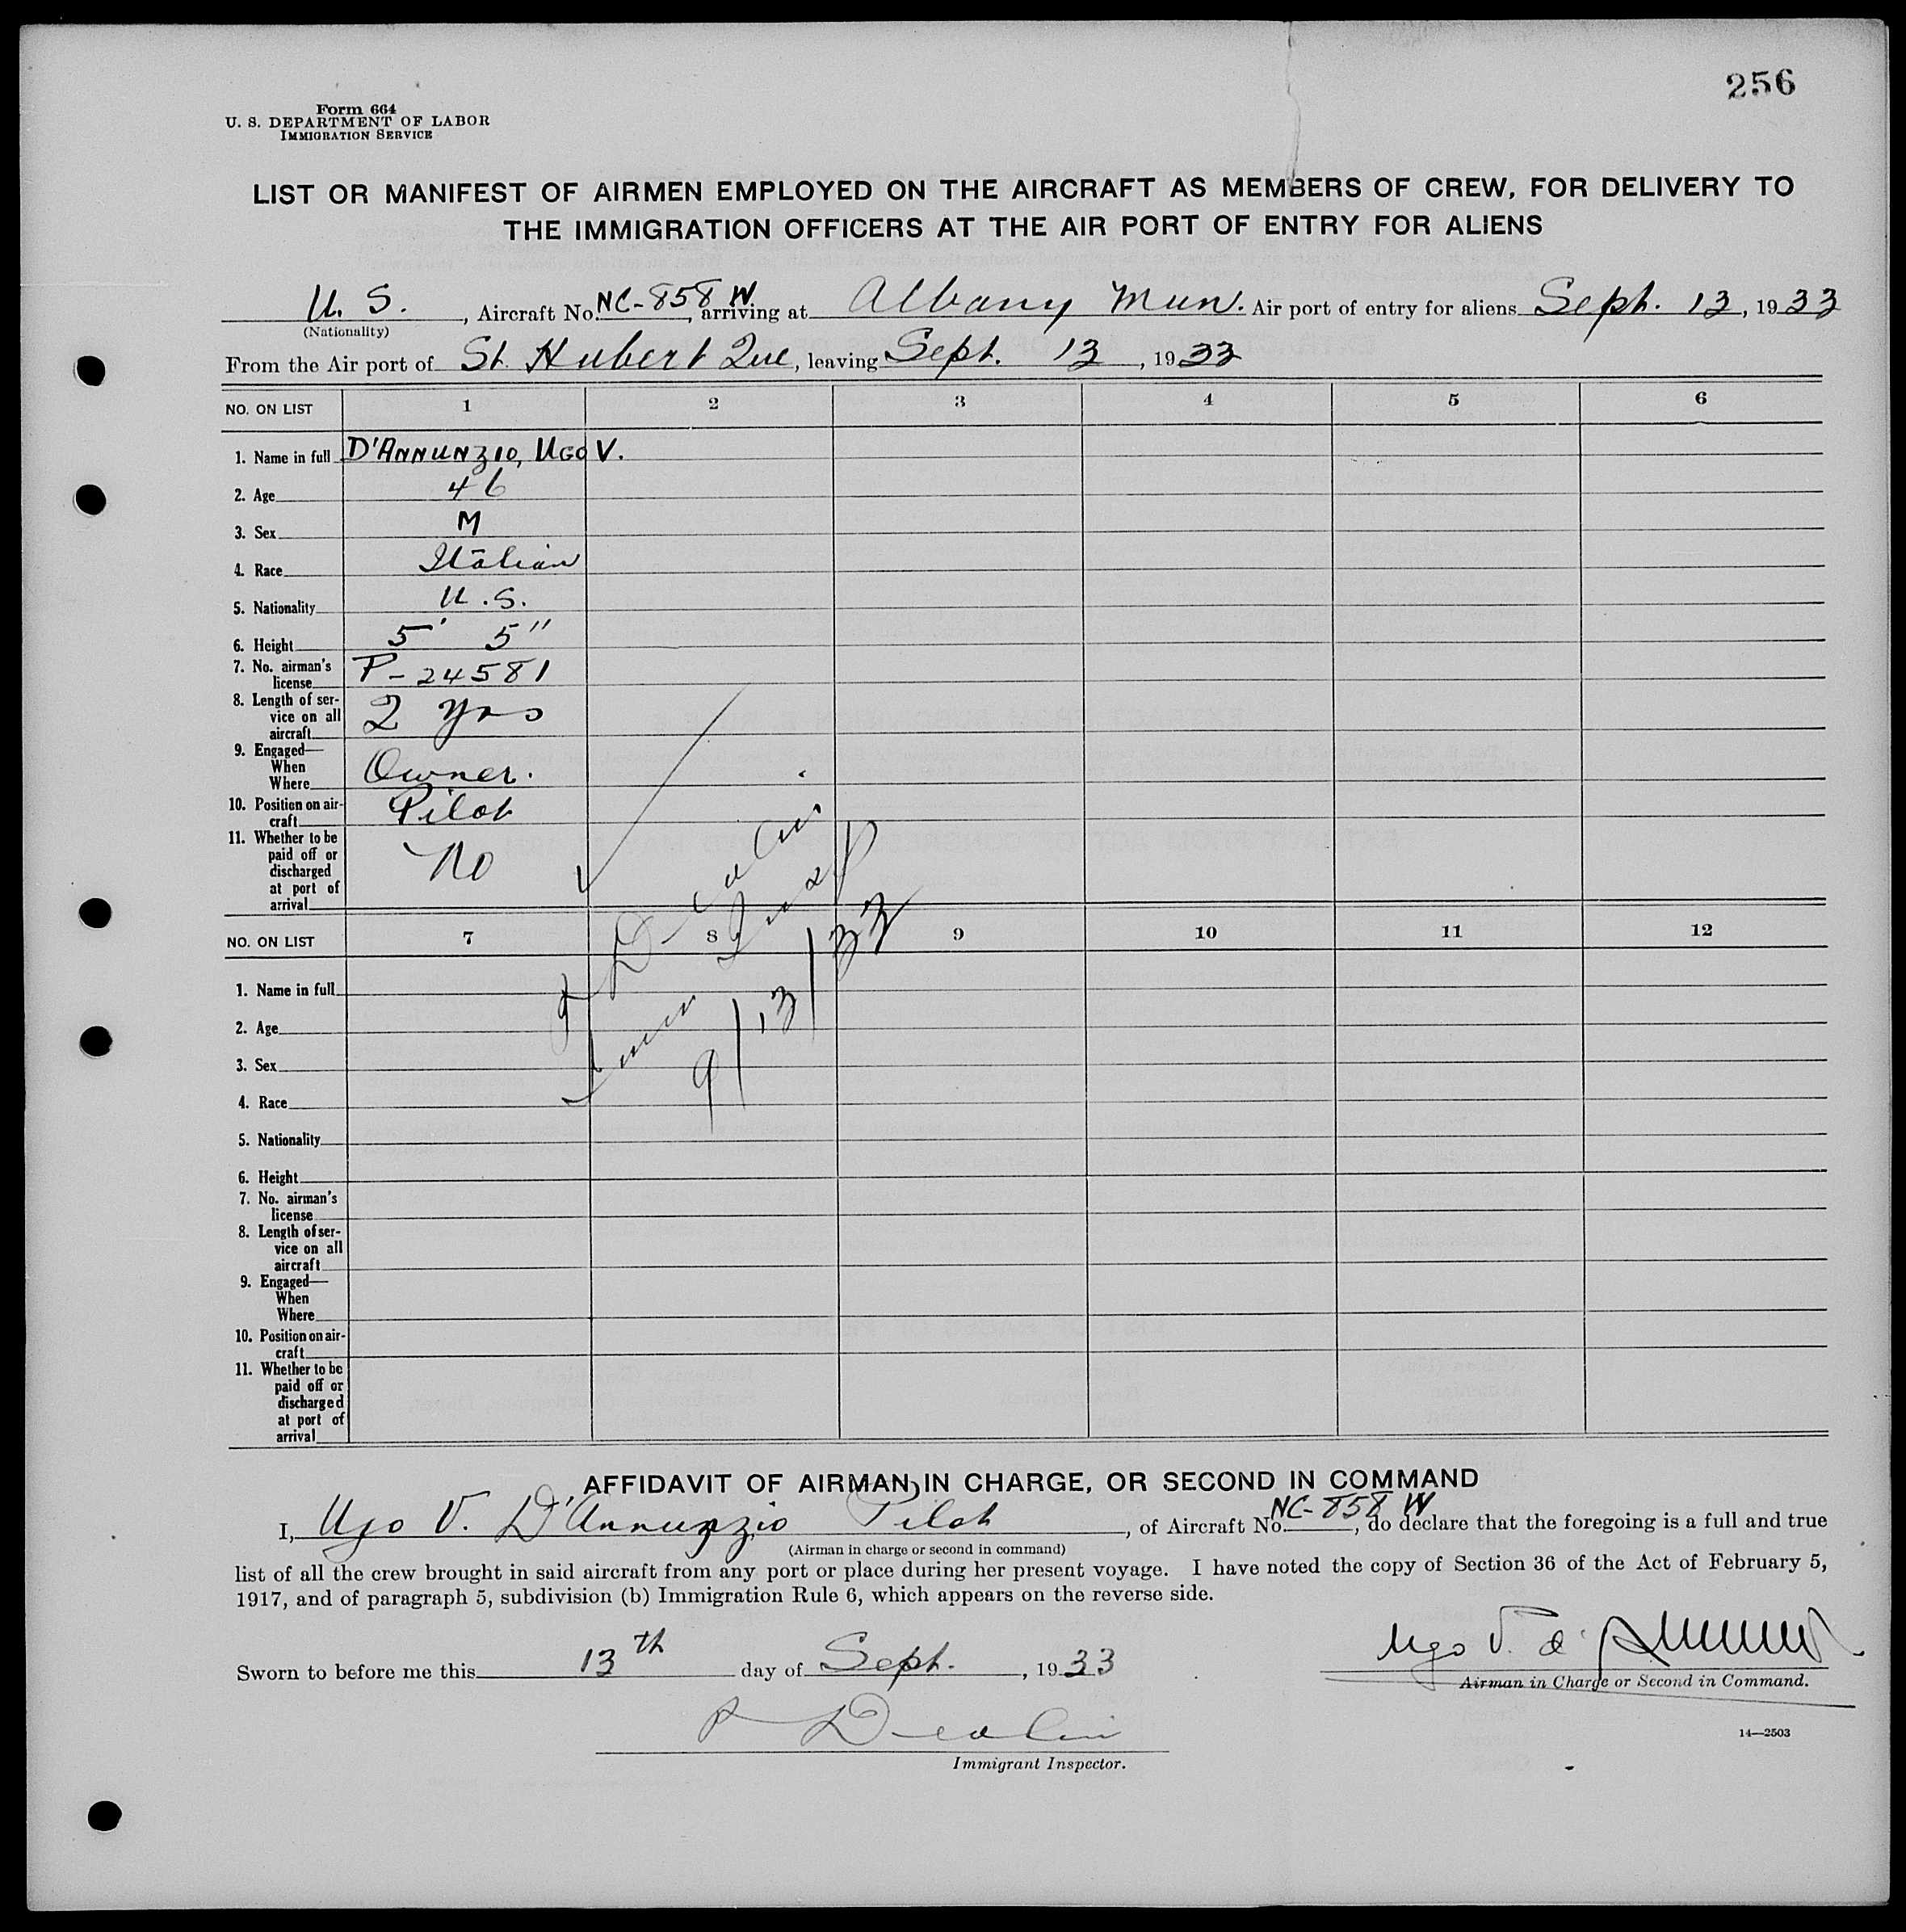 256
Form 664
U. S. DEPARTMENT OF LABOR
IMMIGRATION SERVICE
LIST OR MANIFEST OF AIRMEN EMPLOYED ON THE AIRCRAFT AS MEMBERS OF CREW, FOR DELIVERY TO
THE IMMIGRATION OFFICERS AT THE AIR PORT OF ENTRY FOR ALIENS
U. S. , Aircraft No. NC-858 W, arriving at Albany Mun. Air port of entry for aliens Sept. 13, 1933
(Nationality)
From the Air port of St. Hubert Que, leaving Sept. 13, 1933
NO. ON LIST 1 2 3 4 5 6
1. Name in full D'ANNUNZIO, UGO V.
2. Age 46
3. Sex M
4. Race Italian
5. Nationality U.S.
6. Height 5' 5"
7. No. airman's
license P-24581
8. Length of ser-
vice on all
aircraft 2 yrs
9. Engaged—
When
Where Owner.
10. Position on air-
craft Pilot
11. Whether to be
paid off or
discharged
at port of
arrival No
NO. ON LIST 7 8 9 10 11 12
1. Name in full
2. Age
3. Sex
4. Race
5. Nationality
6. Height
7. No. airman's
license
8. Length of ser-
vice on all
aircraft
9. Engaged—
When
Where
10. Position on air-
craft
11. Whether to be
paid off or
discharged
at port of
arrival
9/13/33
AFFIDAVIT OF AIRMAN IN CHARGE, OR SECOND IN COMMAND
I, Ugo V. D'Annunzio Pilot, of Aircraft No. NC-858 W, do declare that the foregoing is a full and true
(Airman in charge or second in command)
list of all the crew brought in said aircraft from any port or place during her present voyage. I have noted the copy of Section 36 of the Act of February 5,
1917, and of paragraph 5, subdivision (b) Immigration Rule 6, which appears on the reverse side.
Ugo V. d'Annunzio
Sworn to before me this 13th day of Sept., 1933
Airman in Charge or Second in Command.
14—2503
Immigrant Inspector.